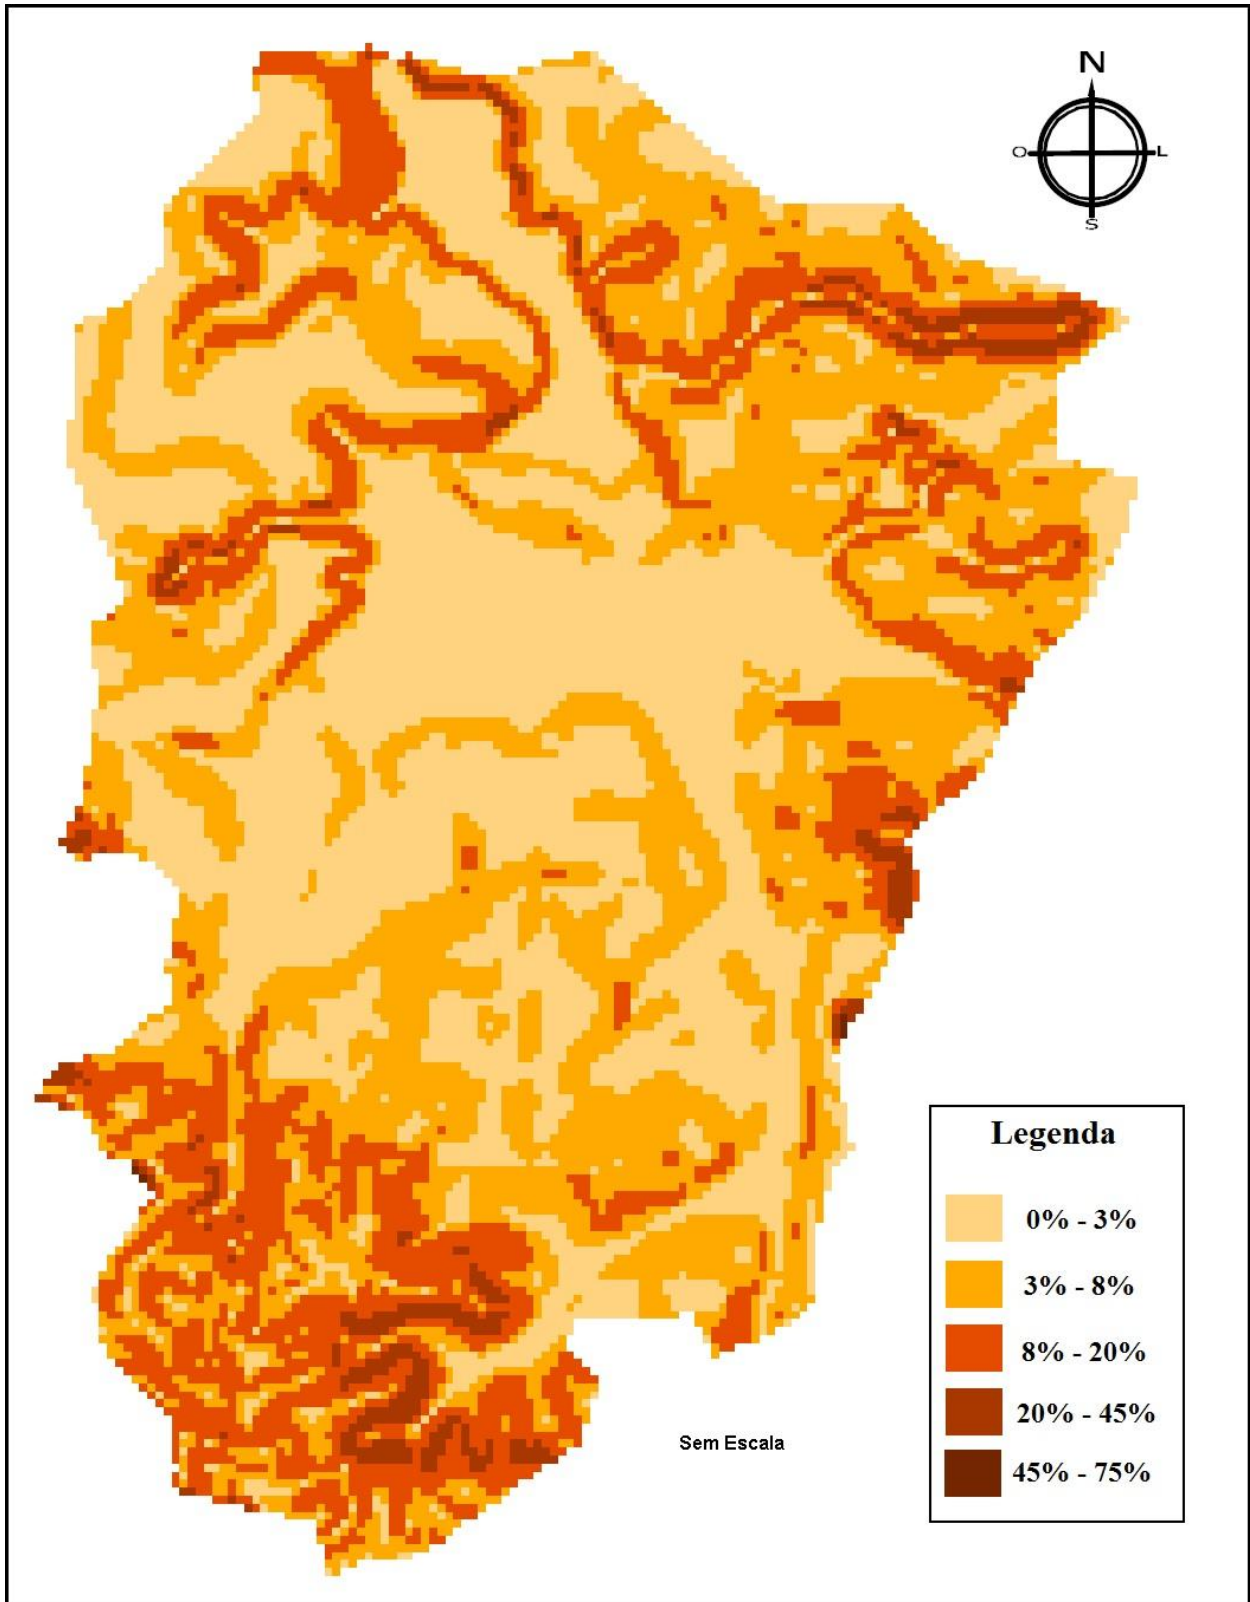 N
O
L
S
Legenda
0% - 3%
3% - 8%
8% - 20%
20% - 45%
45% - 75%
Sem Escala